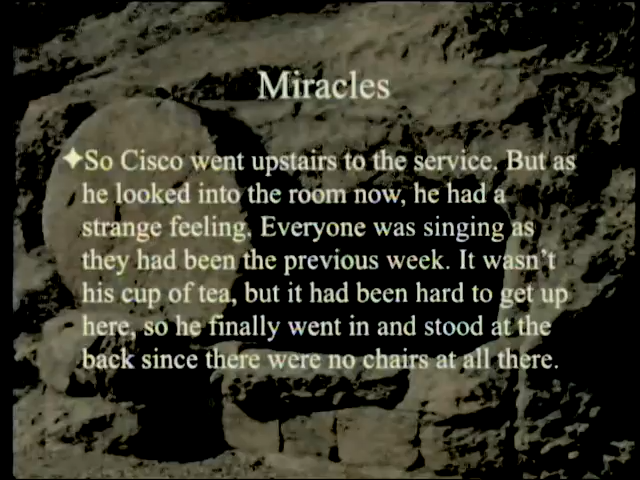 Miracles
✦So Cisco went upstairs to the service. But as
he looked into the room now, he had a
strange feeling. Everyone was singing as
they had been the previous week. It wasn't
his cup of tea, but it had been hard to get up
here, so he finally went in and stood at the
back since there were no chairs at all there.